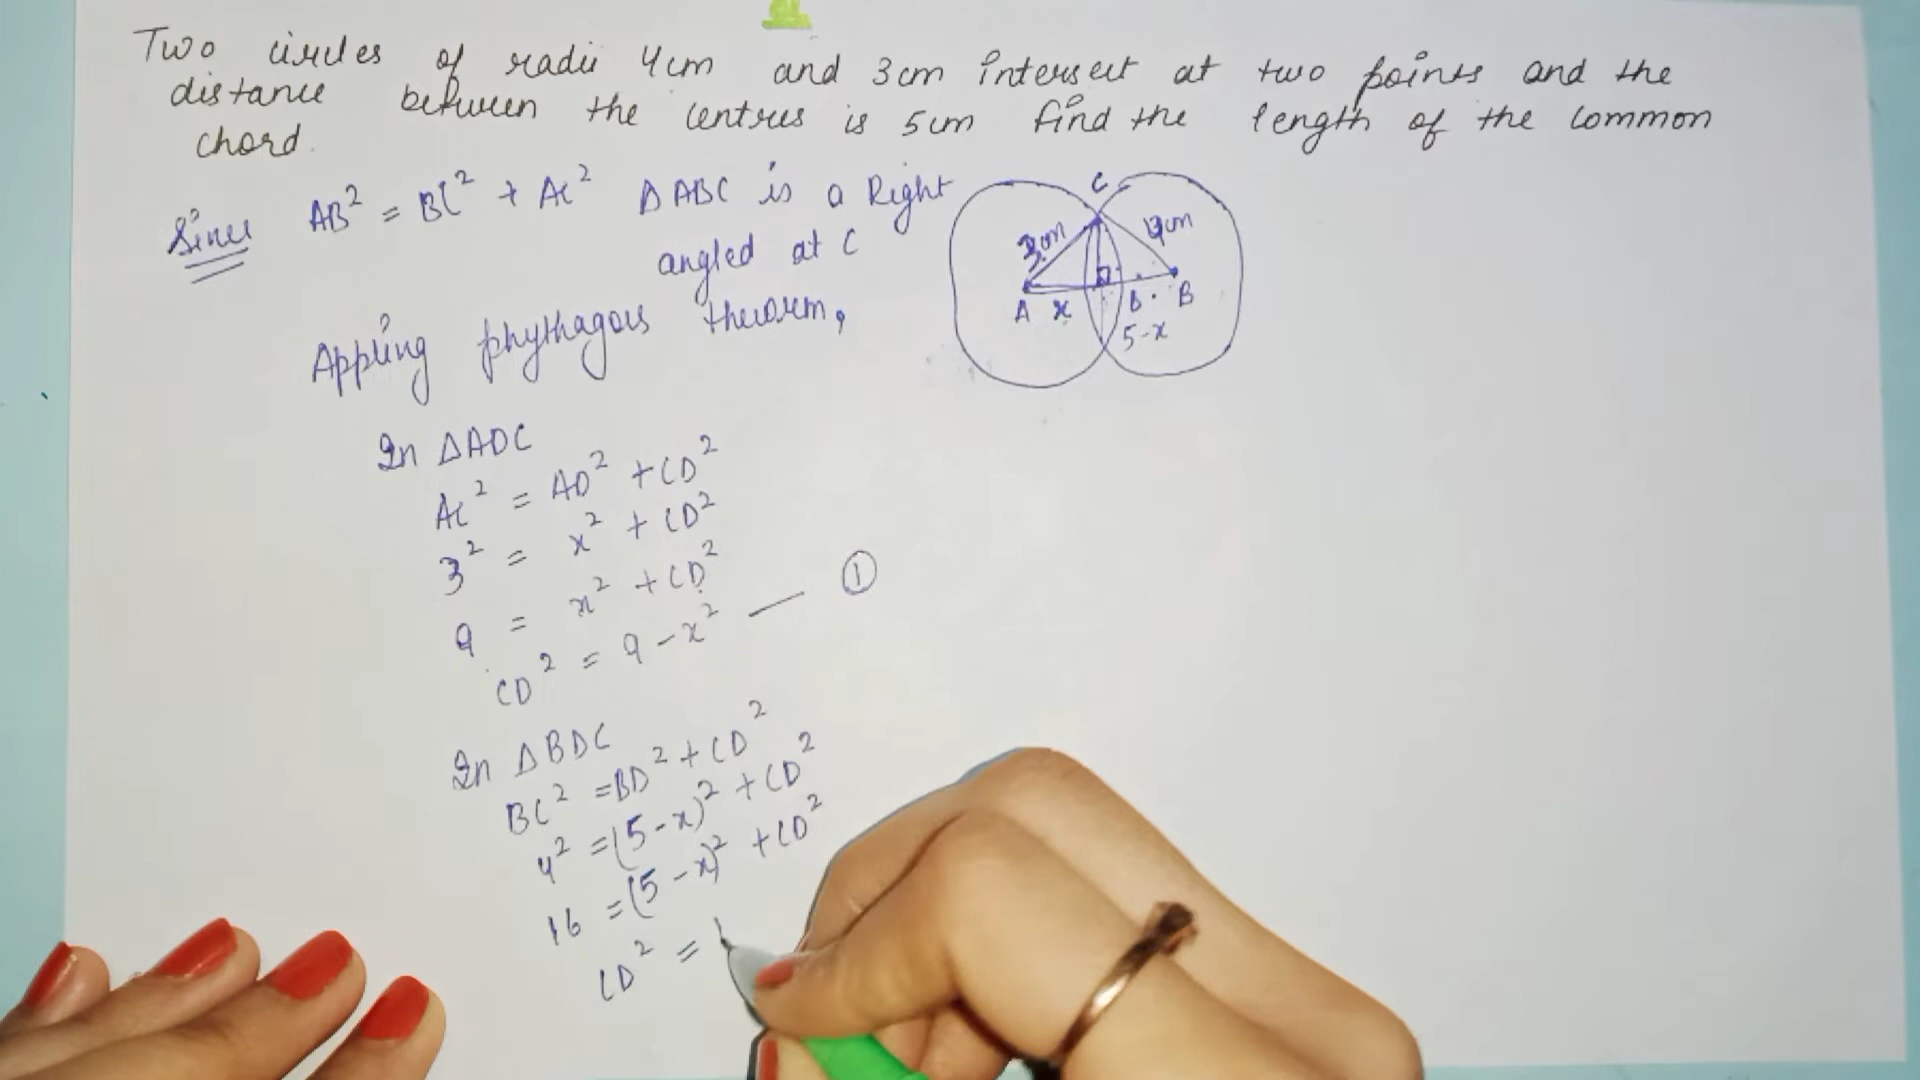 Two circles of radii 4cm and 3cm intersect at two points and the
distance between the centres is 5cm find the length of the common
chord.
Since AB² = BC² + AC² Δ ABC is a Right
angled at C
Appling phythagous theorem,
In ΔADC
AC² = AD² + CD²
3² = x² + CD²
9 = x² + CD²
CD² = 9 - x² — ①
In ΔBDC
BC² = BD² + CD²
4² = (5-x)² + CD²
16 = (5-x)² + CD²
CD² = 1
C
3cm
4cm
A x D B
5-x